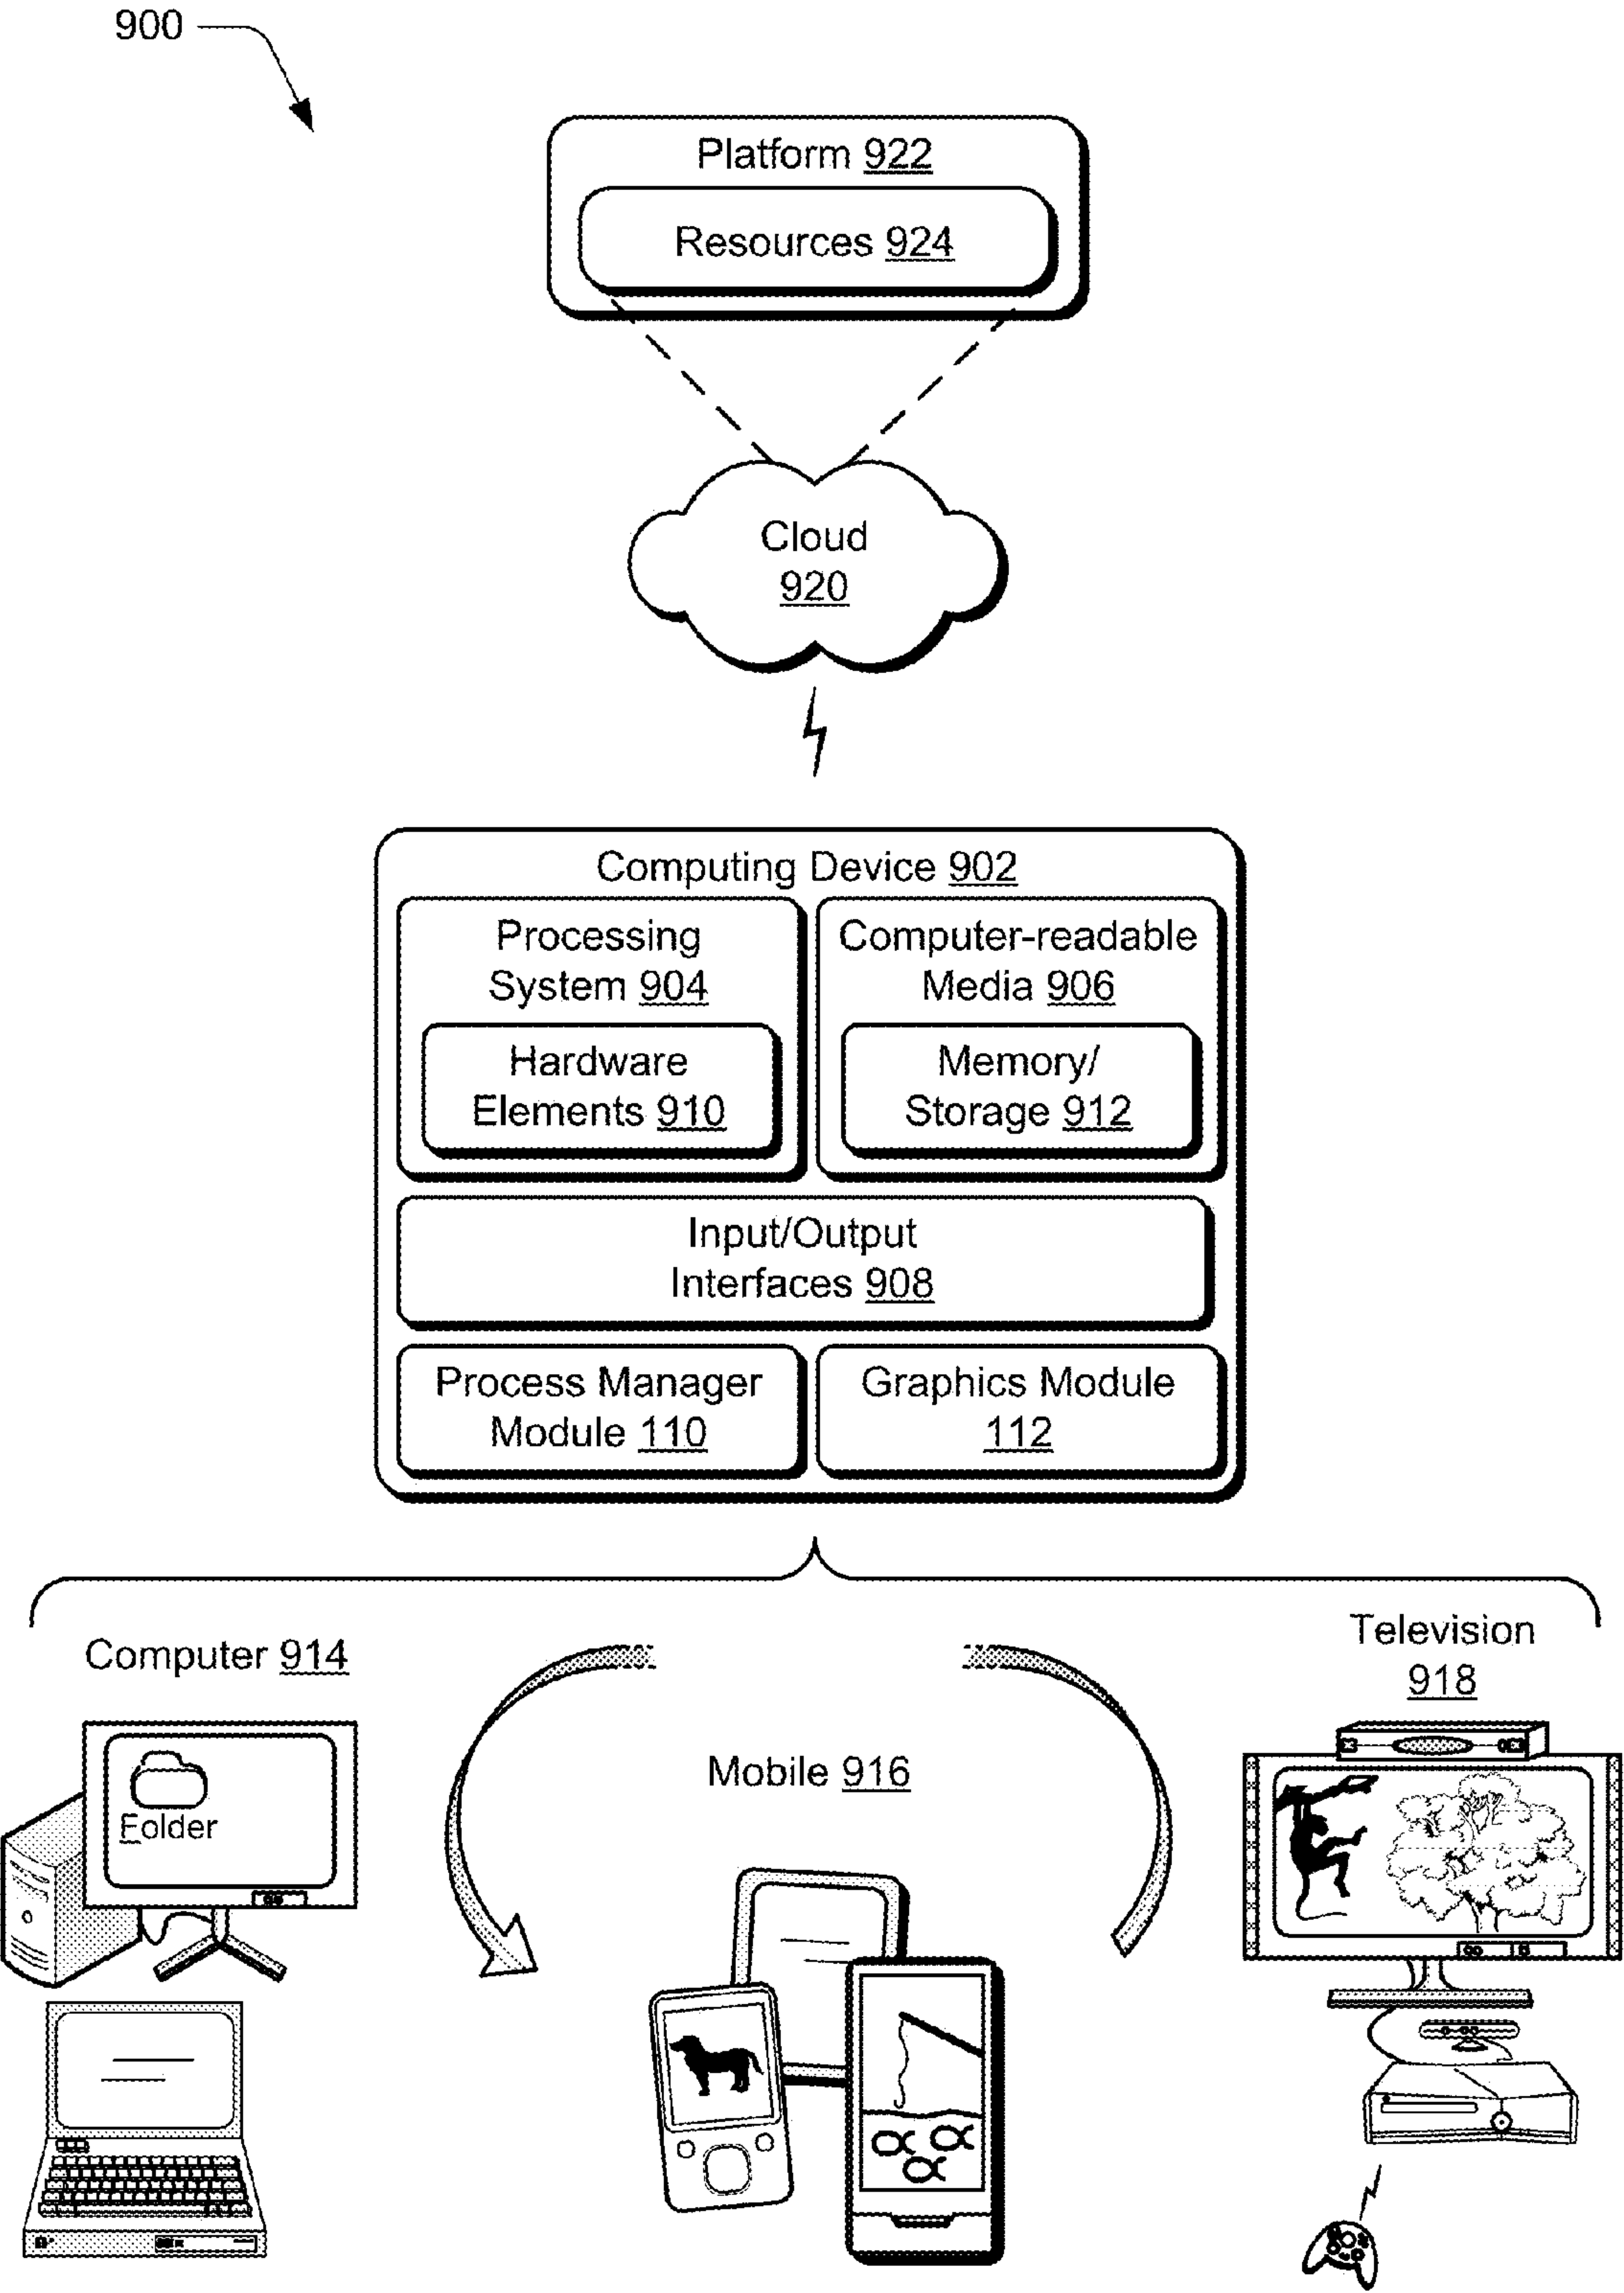 900
Platform 922
Resources 924
Cloud
920
Computing Device 902
Processing
System 904
Hardware
Elements 910
Computer-readable
Media 906
Memory/
Storage 912
Input/Output
Interfaces 908
Process Manager
Module 110
Graphics Module
112
Computer 914
Folder
Mobile 916
Television
918